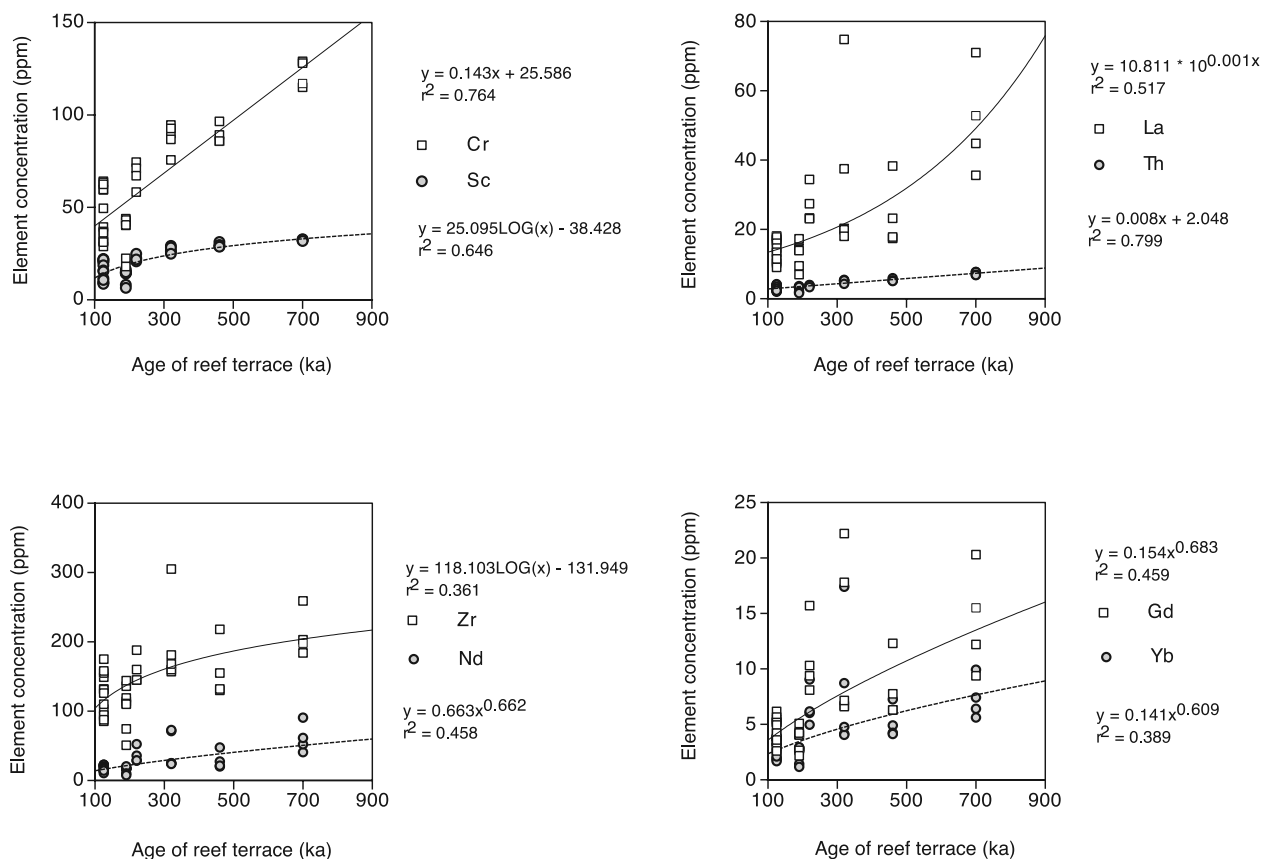 150
100
50
0
Element concentration (ppm)
100 300 500 700 900
Age of reef terrace (ka)
y = 0.143x + 25.586
r2 = 0.764
Cr
Sc
y = 25.095LOG(x) - 38.428
r2 = 0.646
80
60
40
20
0
Element concentration (ppm)
100 300 500 700 900
Age of reef terrace (ka)
y = 10.811 * 10^0.001x
r2 = 0.517
La
Th
y = 0.008x + 2.048
r2 = 0.799
400
300
200
100
0
Element concentration (ppm)
100 300 500 700 900
Age of reef terrace (ka)
y = 118.103LOG(x) - 131.949
r2 = 0.361
Zr
Nd
y = 0.663x^0.662
r2 = 0.458
25
20
15
10
5
0
Element concentration (ppm)
100 300 500 700 900
Age of reef terrace (ka)
y = 0.154x^0.683
r2 = 0.459
Gd
Yb
y = 0.141x^0.609
r2 = 0.389